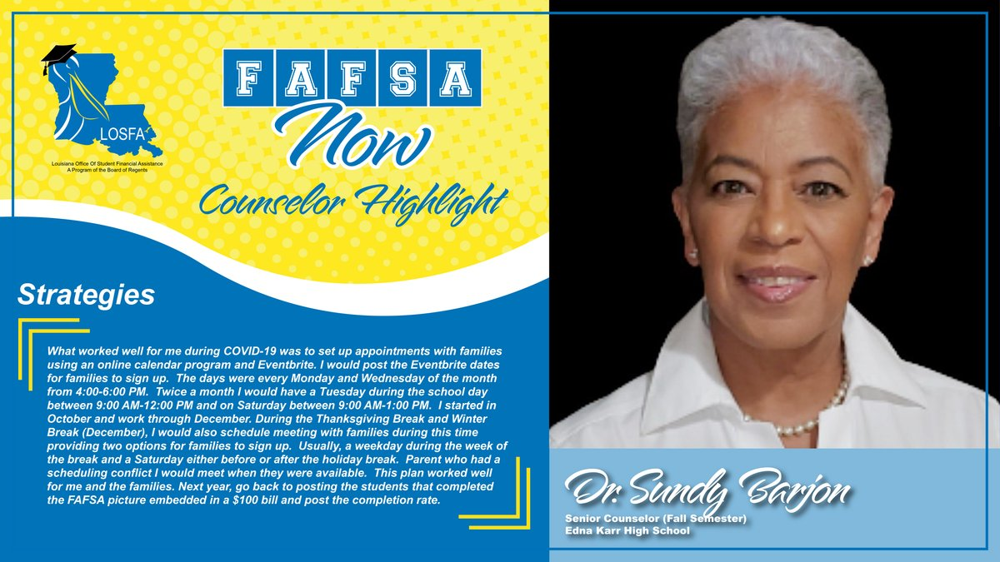 LOSFA
Louisiana Office Of Student Financial Assistance
A Program of the Board of Regents
FAFSA
Now
Counselor Highlight
Strategies
What worked well for me during COVID-19 was to set up appointments with families
using an online calendar program and Eventbrite. I would post the Eventbrite dates
for families to sign up. The days were every Monday and Wednesday of the month
from 4:00-6:00 PM. Twice a month I would have a Tuesday during the school day
between 9:00 AM-12:00 PM and on Saturday between 9:00 AM-1:00 PM. I started in
October and work through December. During the Thanksgiving Break and Winter
Break (December), I would also schedule meeting with families during this time
providing two options for families to sign up. Usually, a weekday during the week of
the break and a Saturday either before or after the holiday break. Parent who had a
scheduling conflict I would meet when they were available. This plan worked well
for me and the families. Next year, go back to posting the students that completed
the FAFSA picture embedded in a $100 bill and post the completion rate.
Dr. Sundy Barjon
Senior Counselor (Fall Semester)
Edna Karr High School